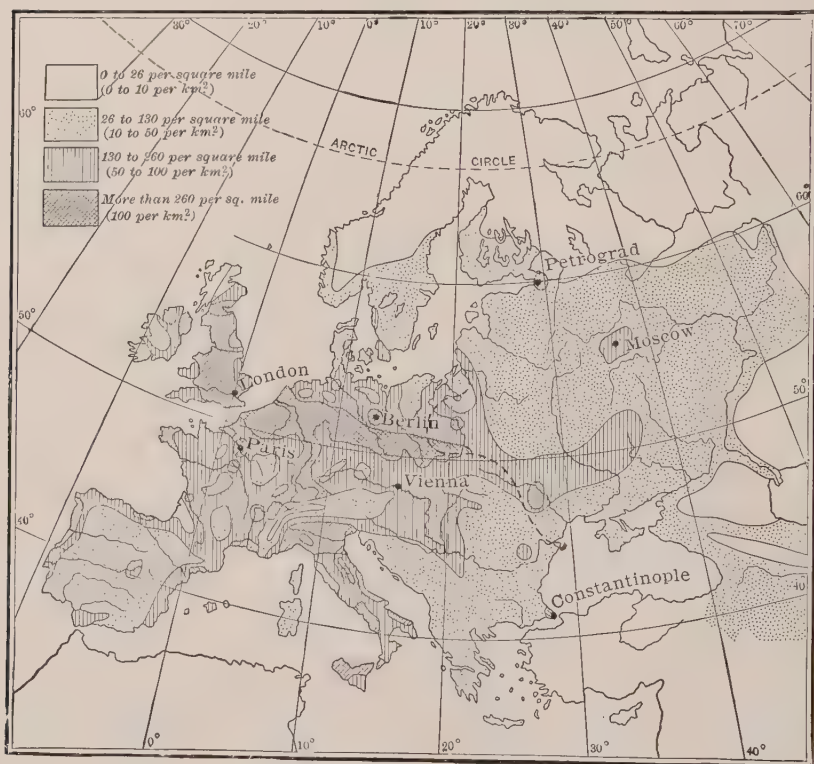 30° 20° 10° 0° 10° 20° 30° 40° 50° 60° 70°
0 to 26 per square mile
(0 to 10 per km²)
60°
26 to 130 per square mile
(10 to 50 per km²)
ARCTIC CIRCLE
130 to 260 per square mile
(50 to 100 per km²)
60°
More than 260 per sq. mile
(100 per km²)
Petrograd
50°
Moscow
London
50°
Berlin
Paris
Vienna
40°
Constantinople
40
0° 10° 20° 30° 40°